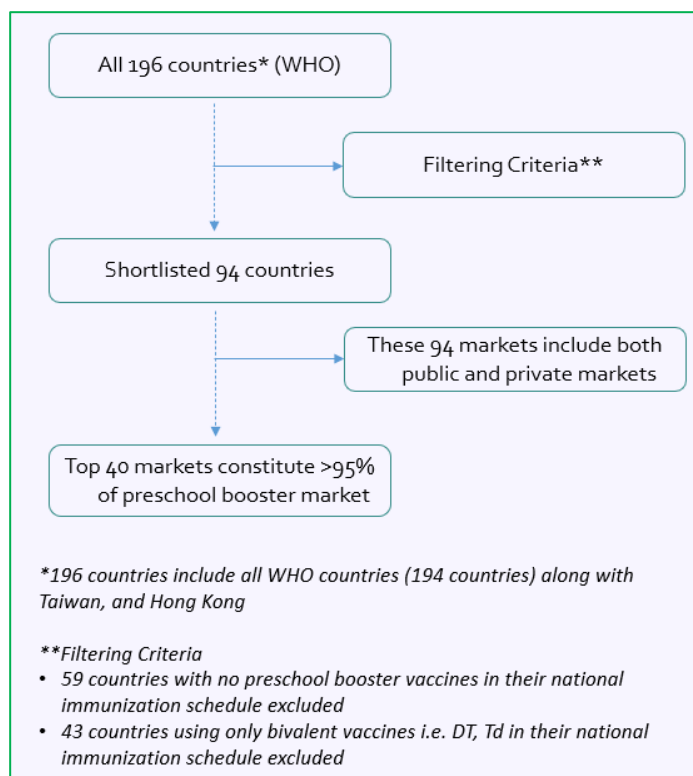 All 196 countries* (WHO)
Filtering Criteria**
Shortlisted 94 countries
These 94 markets include both
public and private markets
Top 40 markets constitute >95%
of preschool booster market
*196 countries include all WHO countries (194 countries) along with
Taiwan, and Hong Kong
**Filtering Criteria
• 59 countries with no preschool booster vaccines in their national
immunization schedule excluded
• 43 countries using only bivalent vaccines i.e. DT, Td in their national
immunization schedule excluded